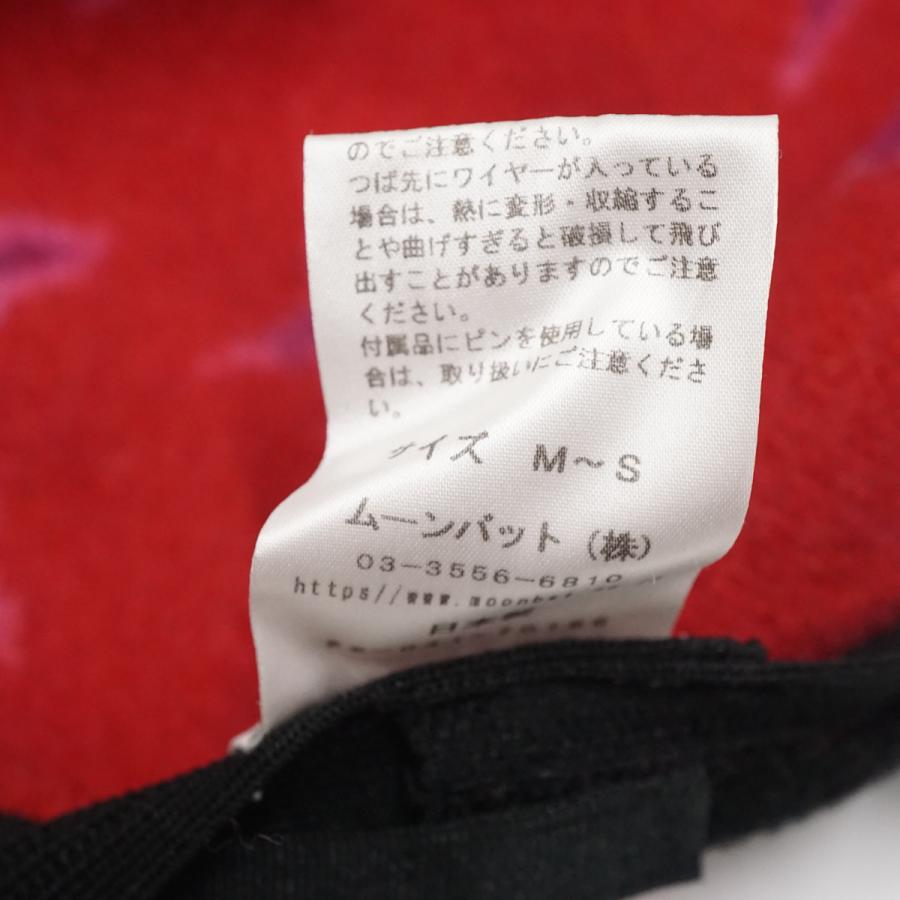 のでご注意ください。
つば先にワイヤーが入っている
場合は、熱に変形・収縮するこ
とや曲げすぎると破損して飛び
出すことがありますのでご注意
ください。
付属品にピンを使用している場
合は、取り扱いにご注意くださ
い。
サイズ M〜S
ムーンバット（株）
03-3556-6810
https//
日本製